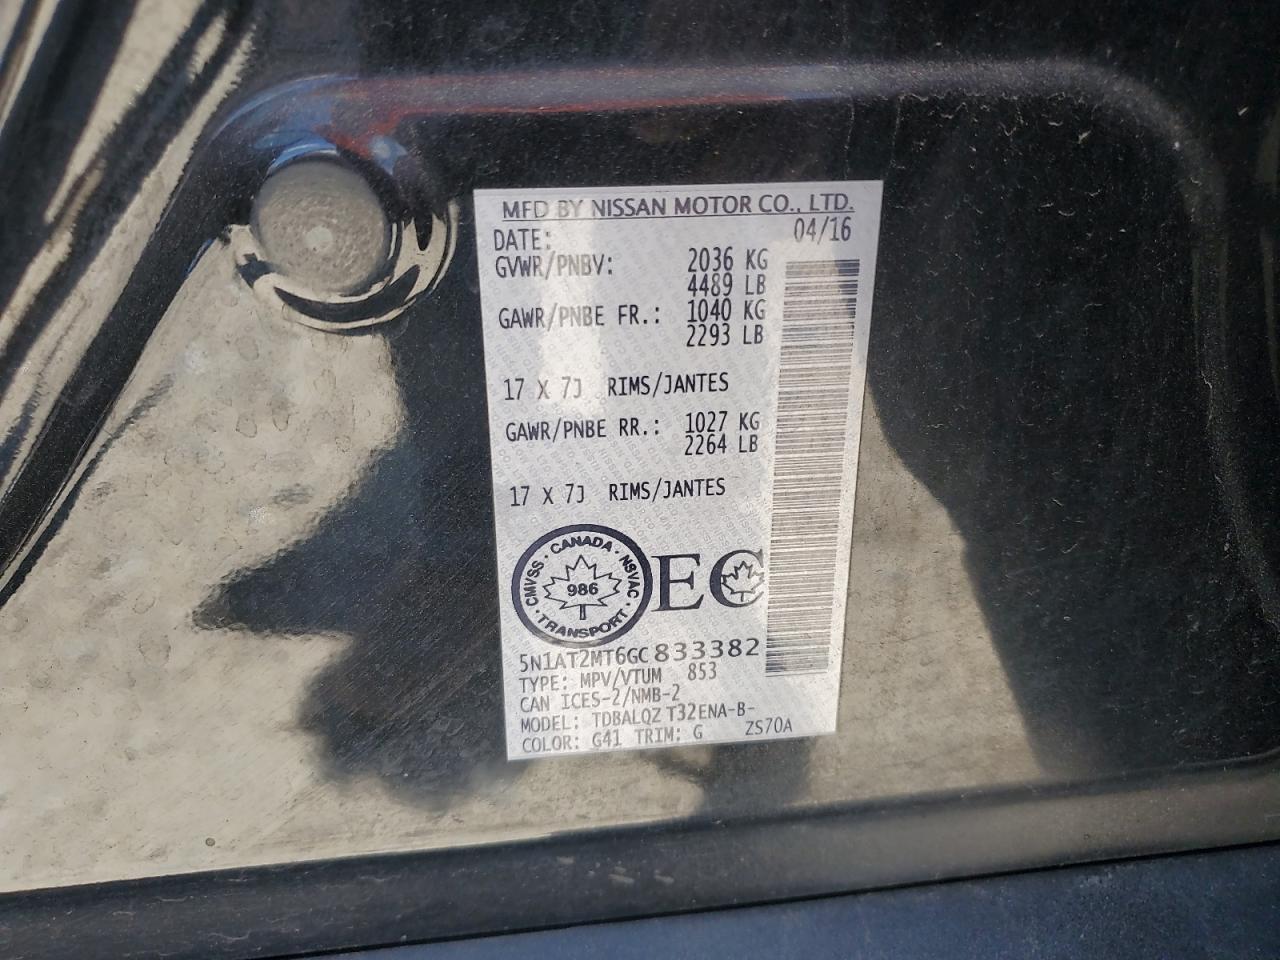 MFD BY NISSAN MOTOR CO., LTD.
DATE: 04/16
GVWR/PNBV: 2036 KG
4489 LB
GAWR/PNBE FR.: 1040 KG
2293 LB
17 X 7J RIMS/JANTES
GAWR/PNBE RR.: 1027 KG
2264 LB
17 X 7J RIMS/JANTES
CMVSS · CANADA · NSVAC · TRANSPORT ·
986
EC
5N1AT2MT6GC833382
TYPE: MPV/VTUM 853
CAN ICES-2/NMB-2
MODEL: TDBALQZ T32ENA-B-
COLOR: G41 TRIM: G ZS70A